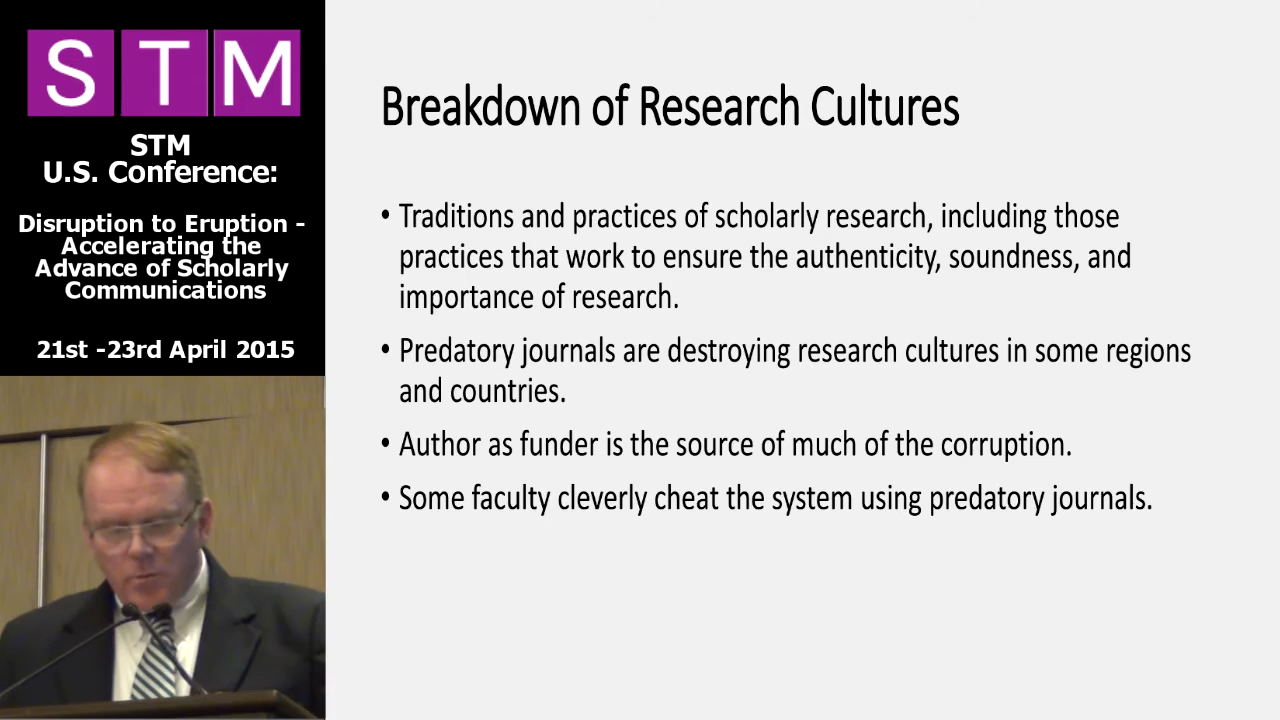 STM
STM
U.S. Conference:
Disruption to Eruption -
Accelerating the
Advance of Scholarly
Communications
21st -23rd April 2015
Breakdown of Research Cultures
• Traditions and practices of scholarly research, including those
practices that work to ensure the authenticity, soundness, and
importance of research.
• Predatory journals are destroying research cultures in some regions
and countries.
• Author as funder is the source of much of the corruption.
• Some faculty cleverly cheat the system using predatory journals.